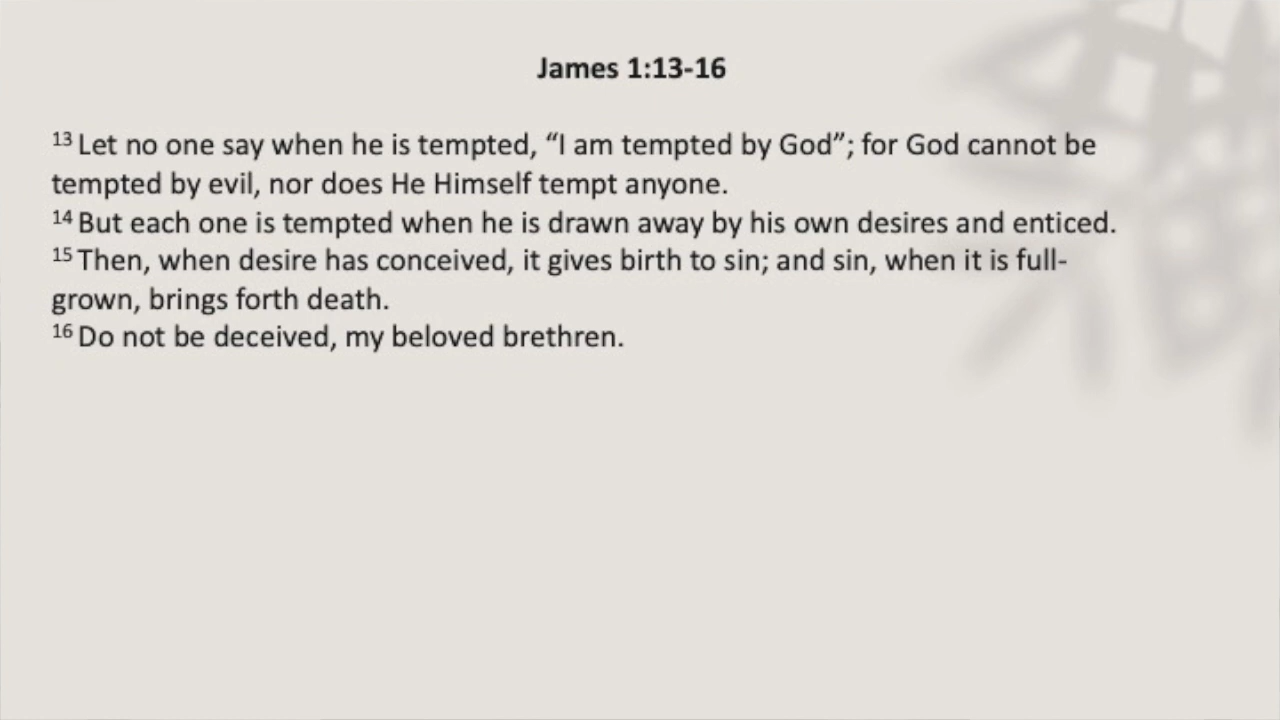 James 1:13-16
13 Let no one say when he is tempted, “I am tempted by God”; for God cannot be
tempted by evil, nor does He Himself tempt anyone.
14 But each one is tempted when he is drawn away by his own desires and enticed.
15 Then, when desire has conceived, it gives birth to sin; and sin, when it is full-
grown, brings forth death.
16 Do not be deceived, my beloved brethren.